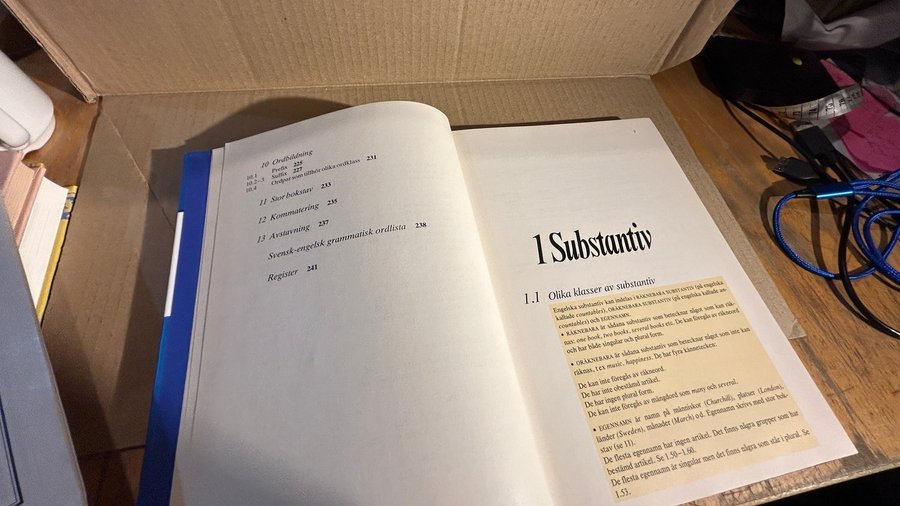 10 Ordbildning
10.1 Prefix 225
10.2–3 Suffix 227
10.4 Ordpar som tillhör olika ordklass 231
11 Stor bokstav 233
12 Kommatering 235
13 Avstavning 237
Svensk-engelsk grammatisk ordlista 238
Register 241
1 Substantiv
1.1 Olika klasser av substantiv
Engelska substantiv kan indelas i RÄKNEBARA SUBSTANTIV (på engelska
kallade countables), ORÄKNEBARA SUBSTANTIV (på engelska kallade un-
countables) och EGENNAMN.
• RÄKNEBARA är sådana substantiv som betecknar något som kan räk-
nas: one book, two books, several books etc. De kan föregås av räkneord
och har både singular och plural form.
• ORÄKNEBARA är sådana substantiv som betecknar något som inte kan
räknas, t ex music, happiness. De har fyra kännetecken:
De kan inte föregås av räkneord.
De har inte obestämd artikel.
De har ingen plural form.
De kan inte föregås av mängdord som many och several.
• EGENNAMN är namn på människor (Churchill), platser (London),
länder (Sweden), månader (March) o d. Egennamn skrivs med stor bok-
stav (se 11).
De flesta egennamn har ingen artikel. Det finns några grupper som har
bestämd artikel. Se 1.50–1.60.
De flesta egennamn är singular men det finns några som står i plural. Se
1.53.